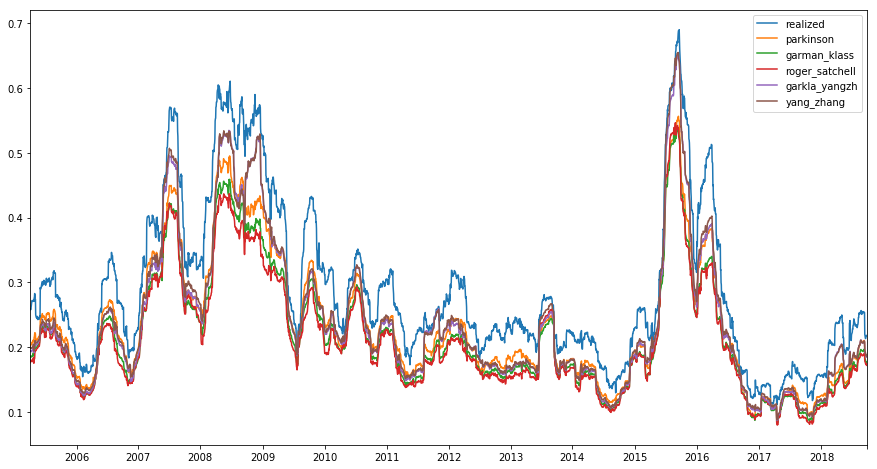 0.7
0.6
0.5
0.4
0.3
0.2
0.1
realized
parkinson
garman_klass
roger_satchell
garkla_yangzh
yang_zhang
2006 2007 2008 2009 2010 2011 2012 2013 2014 2015 2016 2017 2018